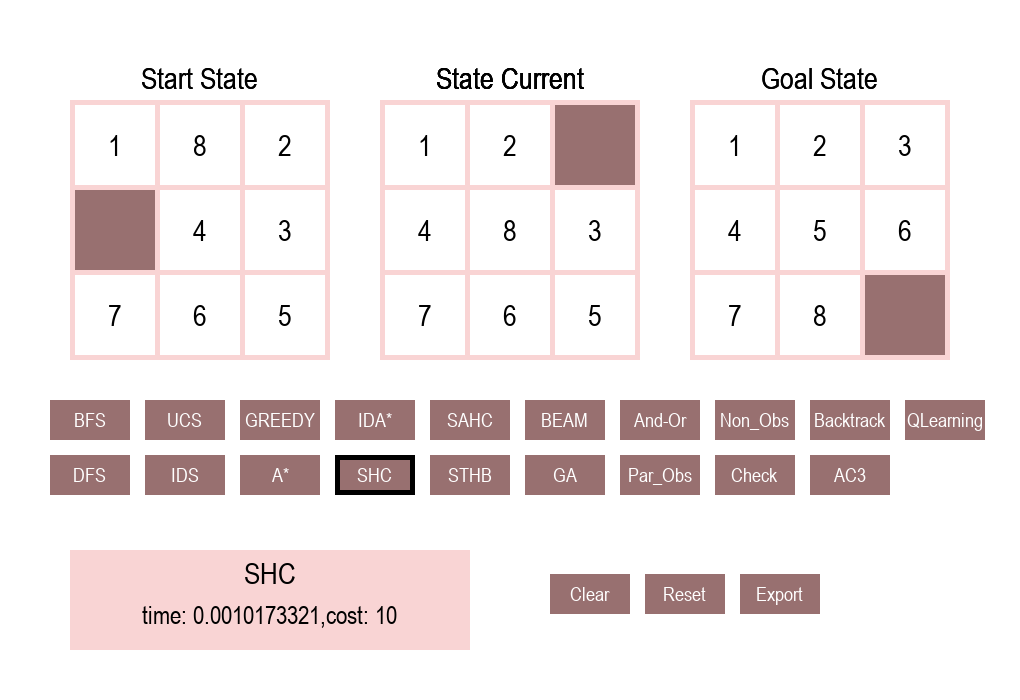 Start State State Current Goal State
1 8 2 1 2 1 2 3
4 3 4 8 3 4 5 6
7 6 5 7 6 5 7 8
BFS UCS GREEDY IDA* SAHC BEAM And-Or Non_Obs Backtrack QLearning
DFS IDS A* SHC STHB GA Par_Obs Check AC3
SHC
time: 0.0010173321,cost: 10
Clear Reset Export